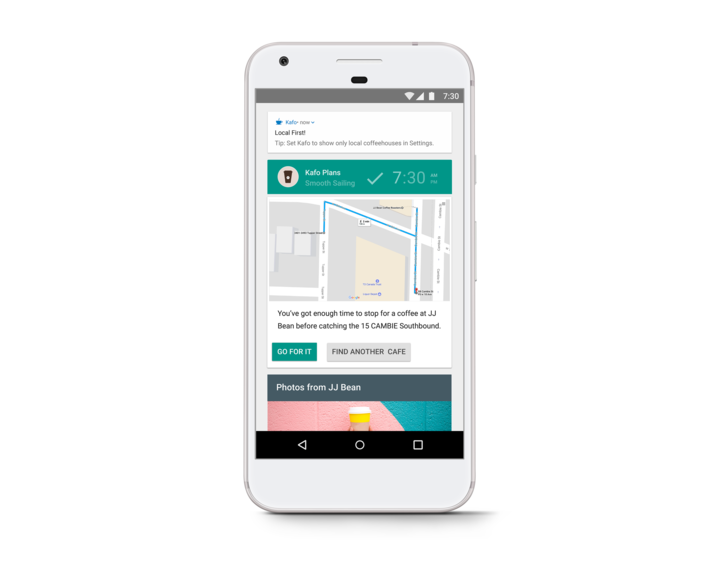 7:30
Kafo• now
Local First!
Tip: Set Kafo to show only local coffeehouses in Settings.
Kafo Plans
Smooth Sailing
7:30
AM
PM
You've got enough time to stop for a coffee at JJ
Bean before catching the 15 CAMBIE Southbound.
GO FOR IT
FIND ANOTHER CAFE
Photos from JJ Bean